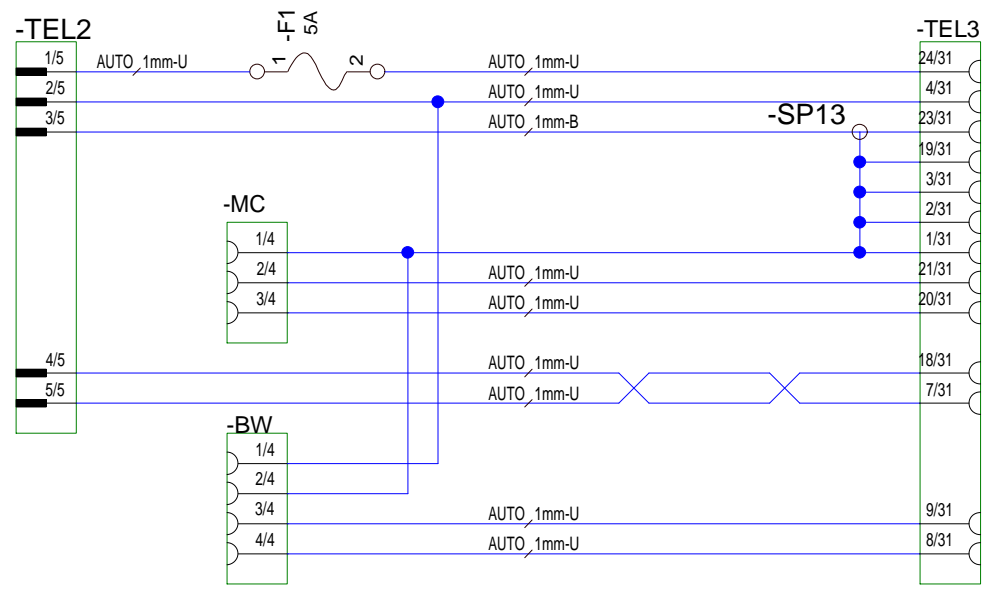 -TEL2
-F1
5A
-TEL3
1/5
AUTO 1mm-U
1
2
AUTO 1mm-U
24/31
2/5
AUTO 1mm-U
4/31
3/5
AUTO 1mm-B
-SP13
23/31
19/31
-MC
3/31
2/31
1/4
1/31
2/4
AUTO 1mm-U
21/31
3/4
AUTO 1mm-U
20/31
4/5
AUTO 1mm-U
18/31
5/5
AUTO 1mm-U
7/31
-BW
1/4
2/4
3/4
AUTO 1mm-U
9/31
4/4
AUTO 1mm-U
8/31